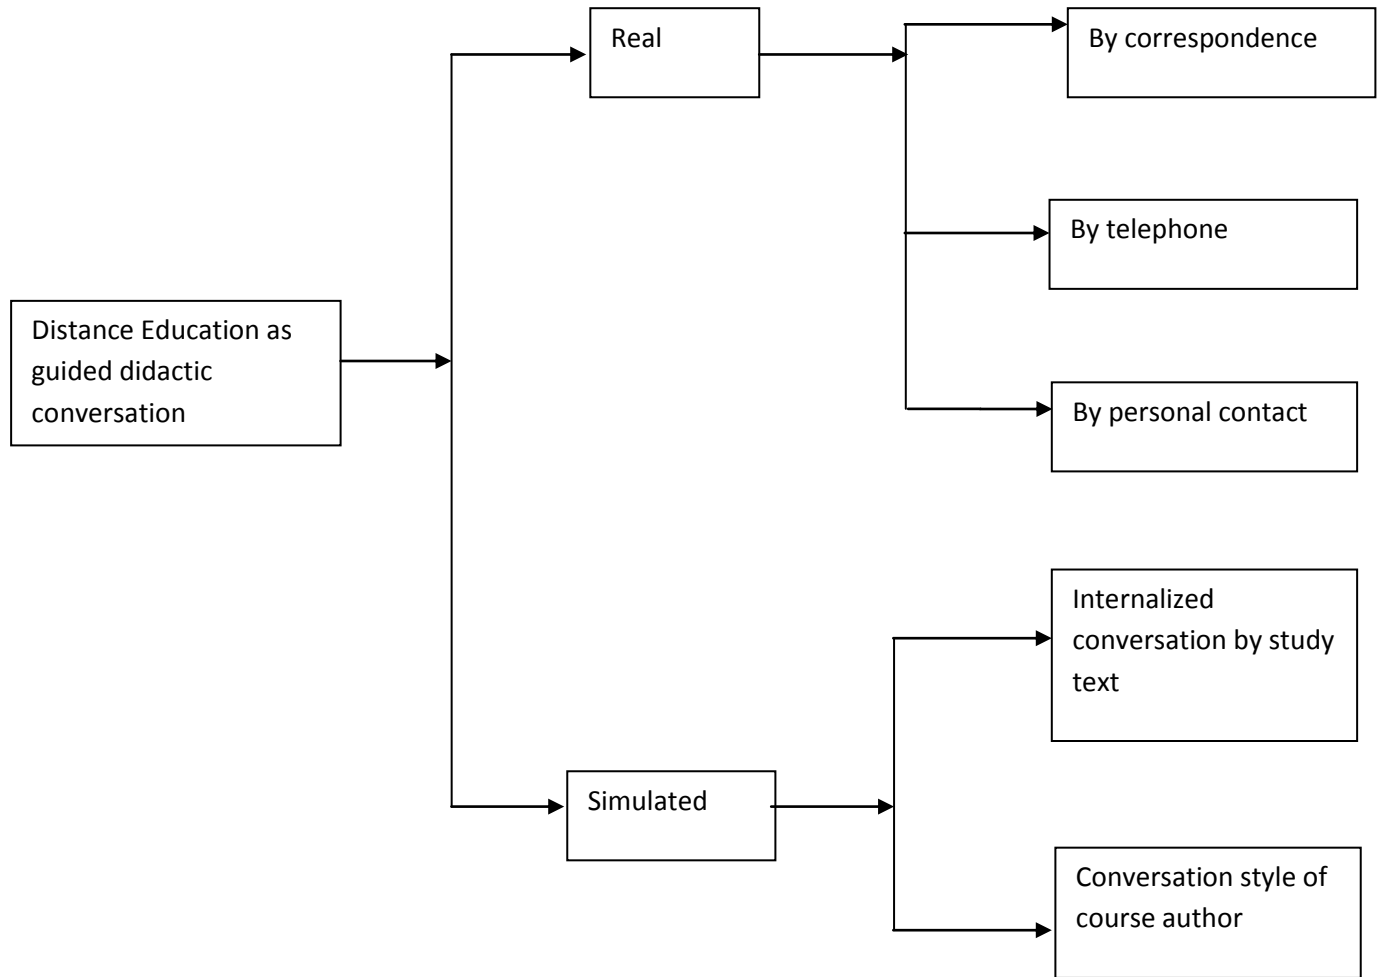 Real
By correspondence
By telephone
Distance Education as
guided didactic
conversation
By personal contact
Internalized
conversation by study
text
Simulated
Conversation style of
course author